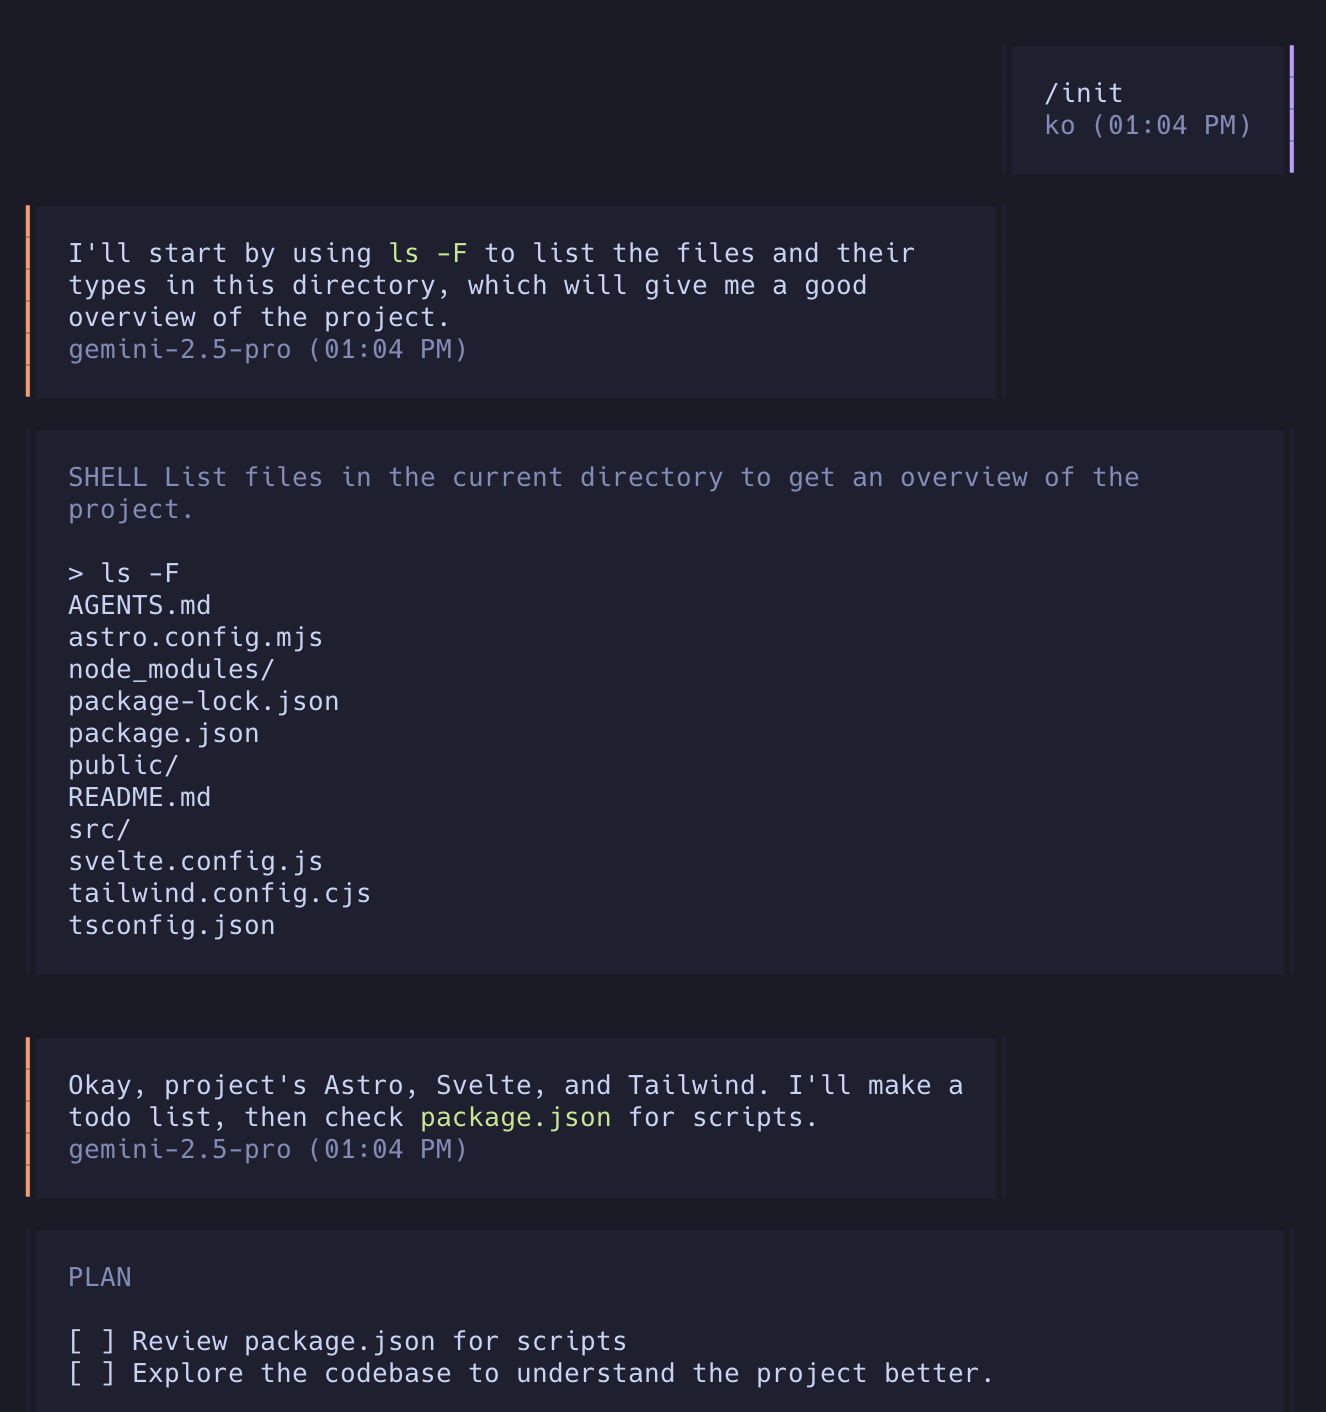 /init
ko (01:04 PM)
I'll start by using ls -F to list the files and their
types in this directory, which will give me a good
overview of the project.
gemini-2.5-pro (01:04 PM)
SHELL List files in the current directory to get an overview of the
project.
> ls -F
AGENTS.md
astro.config.mjs
node_modules/
package-lock.json
package.json
public/
README.md
src/
svelte.config.js
tailwind.config.cjs
tsconfig.json
Okay, project's Astro, Svelte, and Tailwind. I'll make a
todo list, then check package.json for scripts.
gemini-2.5-pro (01:04 PM)
PLAN
[ ] Review package.json for scripts
[ ] Explore the codebase to understand the project better.